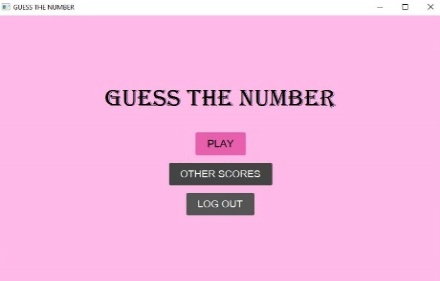 GUESS THE NUMBER
GUESS THE NUMBER
PLAY
OTHER SCORES
LOG OUT